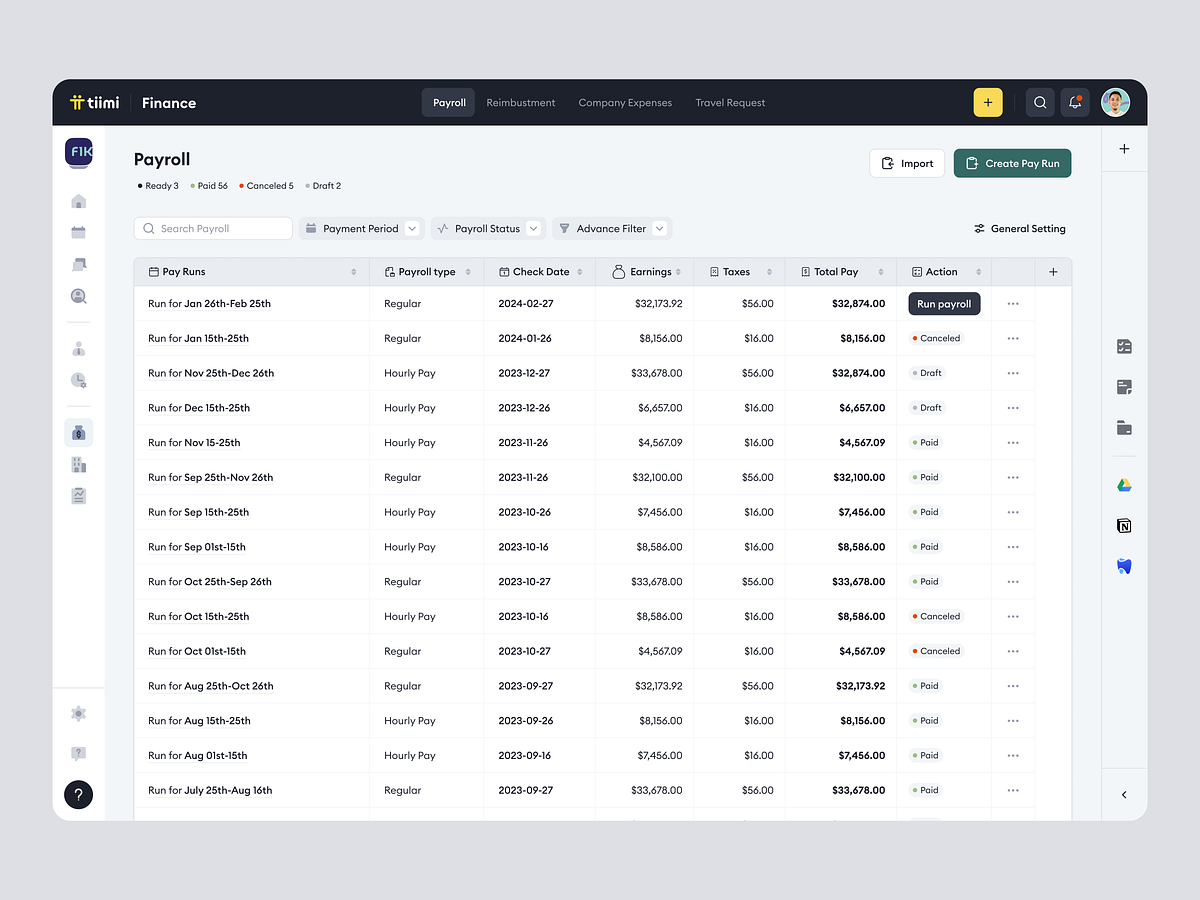 tiimi Finance Payroll Reimbustment Company Expenses Travel Request
F1K
Payroll
Import Create Pay Run
Ready 3 Paid 56 Canceled 5 Draft 2
Search Payroll Payment Period Payroll Status Advance Filter General Setting
Pay Runs Payroll type Check Date Earnings Taxes Total Pay Action
Run for Jan 26th-Feb 25th Regular 2024-02-27 $32,173.92 $56.00 $32,874.00 Run payroll
Run for Jan 15th-25th Regular 2024-01-26 $8,156.00 $16.00 $8,156.00 Canceled
Run for Nov 25th-Dec 26th Hourly Pay 2023-12-27 $33,678.00 $56.00 $32,874.00 Draft
Run for Dec 15th-25th Hourly Pay 2023-12-26 $6,657.00 $16.00 $6,657.00 Draft
Run for Nov 15-25th Hourly Pay 2023-11-26 $4,567.09 $16.00 $4,567.09 Paid
Run for Sep 25th-Nov 26th Regular 2023-11-26 $32,100.00 $56.00 $32,100.00 Paid
Run for Sep 15th-25th Hourly Pay 2023-10-26 $7,456.00 $16.00 $7,456.00 Paid
Run for Sep 01st-15th Hourly Pay 2023-10-16 $8,586.00 $16.00 $8,586.00 Paid
Run for Oct 25th-Sep 26th Regular 2023-10-27 $33,678.00 $56.00 $33,678.00 Paid
Run for Oct 15th-25th Hourly Pay 2023-10-16 $8,586.00 $16.00 $8,586.00 Canceled
Run for Oct 01st-15th Regular 2023-10-27 $4,567.09 $16.00 $4,567.09 Canceled
Run for Aug 25th-Oct 26th Regular 2023-09-27 $32,173.92 $56.00 $32,173.92 Paid
Run for Aug 15th-25th Hourly Pay 2023-09-26 $8,156.00 $16.00 $8,156.00 Paid
Run for Aug 01st-15th Hourly Pay 2023-09-16 $7,456.00 $16.00 $7,456.00 Paid
Run for July 25th-Aug 16th Regular 2023-09-27 $33,678.00 $56.00 $33,678.00 Paid